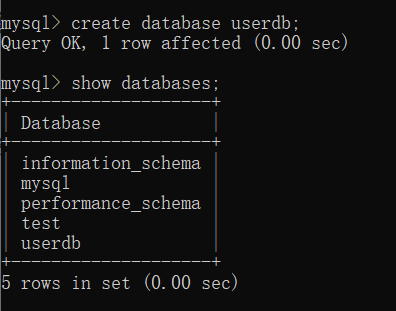 mysql> create database userdb;
Query OK, 1 row affected (0.00 sec)
mysql> show databases;
+--------------------+
| Database           |
+--------------------+
| information_schema |
| mysql              |
| performance_schema |
| test               |
| userdb             |
+--------------------+
5 rows in set (0.00 sec)